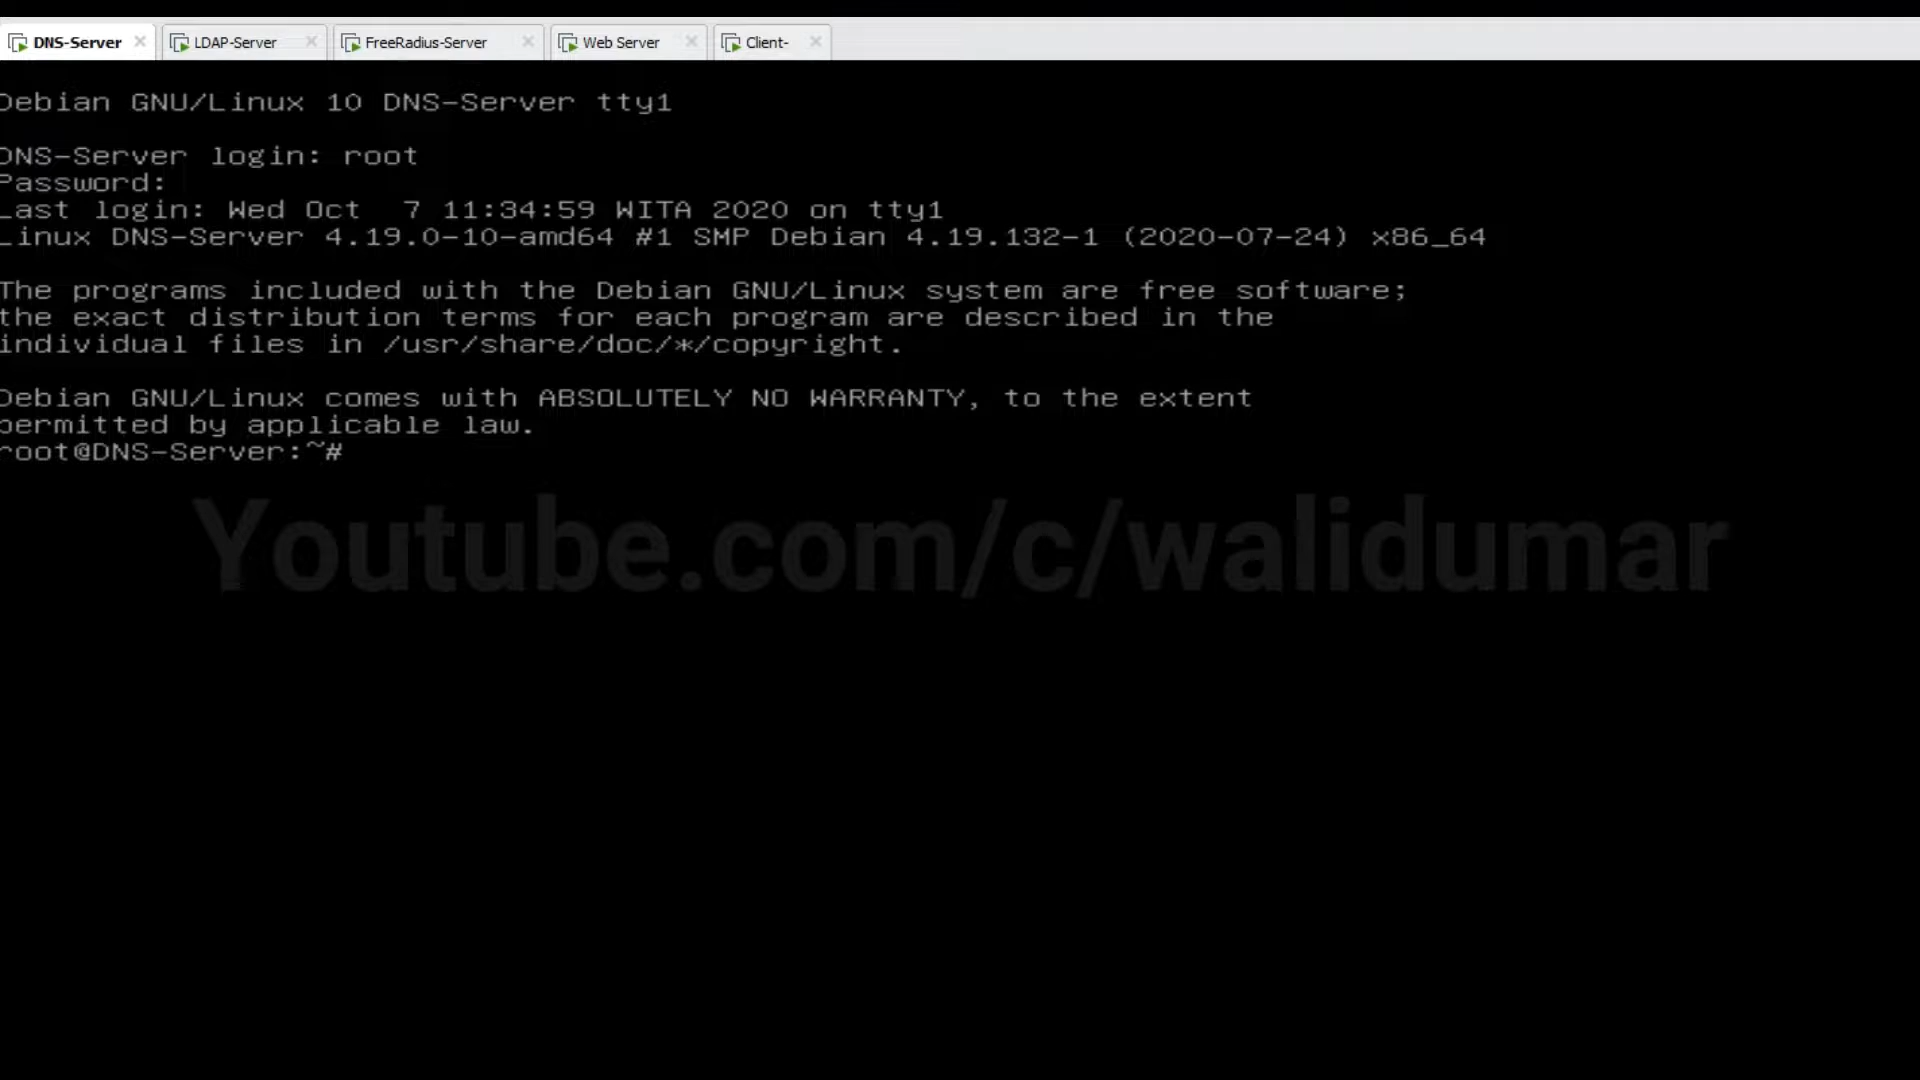 DNS-Server LDAP-Server FreeRadius-Server Web Server Client-
Debian GNU/Linux 10 DNS-Server tty1
DNS-Server login: root
Password:
Last login: Wed Oct  7 11:34:59 WITA 2020 on tty1
Linux DNS-Server 4.19.0-10-amd64 #1 SMP Debian 4.19.132-1 (2020-07-24) x86_64
The programs included with the Debian GNU/Linux system are free software;
the exact distribution terms for each program are described in the
individual files in /usr/share/doc/*/copyright.
Debian GNU/Linux comes with ABSOLUTELY NO WARRANTY, to the extent
permitted by applicable law.
root@DNS-Server:~#
Youtube.com/c/walidumar